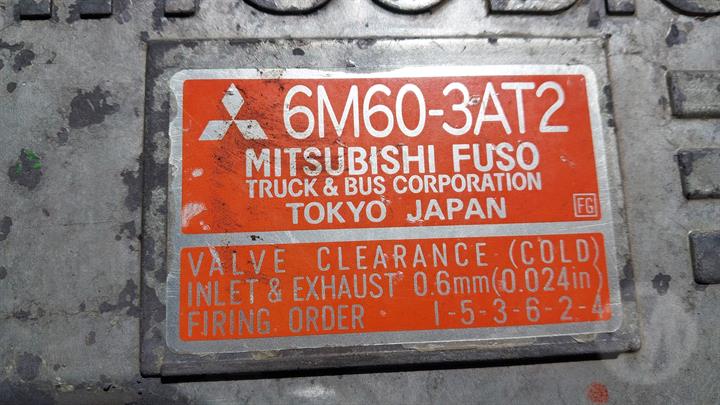 6M60-3AT2
MITSUBISHI FUSO
TRUCK & BUS CORPORATION
TOKYO JAPAN
FG
VALVE CLEARANCE (COLD)
INLET & EXHAUST 0.6mm(0.024in)
FIRING ORDER 1-5-3-6-2-4